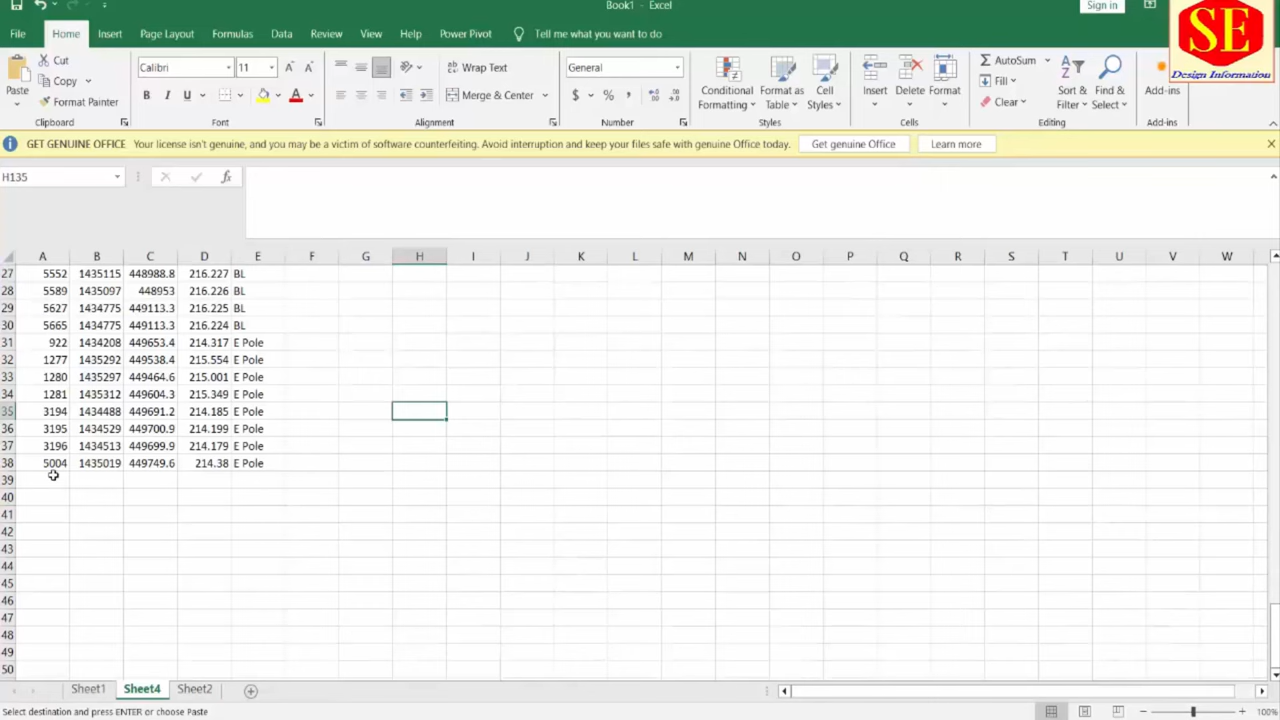 Book1 - Excel
Sign in
SE
Design Information
File Home Insert Page Layout Formulas Data Review View Help Power Pivot Tell me what you want to do
Cut
Copy
Format Painter
Paste
Clipboard
Calibri 11 A A
B I U A
Font
Wrap Text
Merge & Center
Alignment
General
$ % ,
Number
Conditional Formatting
Format as Table
Cell Styles
Styles
Insert Delete Format
Cells
AutoSum
Fill
Clear
Sort & Filter
Find & Select
Editing
Add-ins
Add-ins
GET GENUINE OFFICE Your license isn't genuine, and you may be a victim of software counterfeiting. Avoid interruption and keep your files safe with genuine Office today. Get genuine Office Learn more
H135 fx
A B C D E F G H I J K L M N O P Q R S T U V W
27 5552 1435115 448988.8 216.227 BL
28 5589 1435097 448953 216.226 BL
29 5627 1434775 449113.3 216.225 BL
30 5665 1434775 449113.3 216.224 BL
31 922 1434208 449653.4 214.317 E Pole
32 1277 1435292 449538.4 215.554 E Pole
33 1280 1435297 449464.6 215.001 E Pole
34 1281 1435312 449604.3 215.349 E Pole
35 3194 1434488 449691.2 214.185 E Pole
36 3195 1434529 449700.9 214.199 E Pole
37 3196 1434513 449699.9 214.179 E Pole
38 5004 1435019 449749.6 214.38 E Pole
39
40
41
42
43
44
45
46
47
48
49
50
Sheet1 Sheet4 Sheet2
Select destination and press ENTER or choose Paste
100%